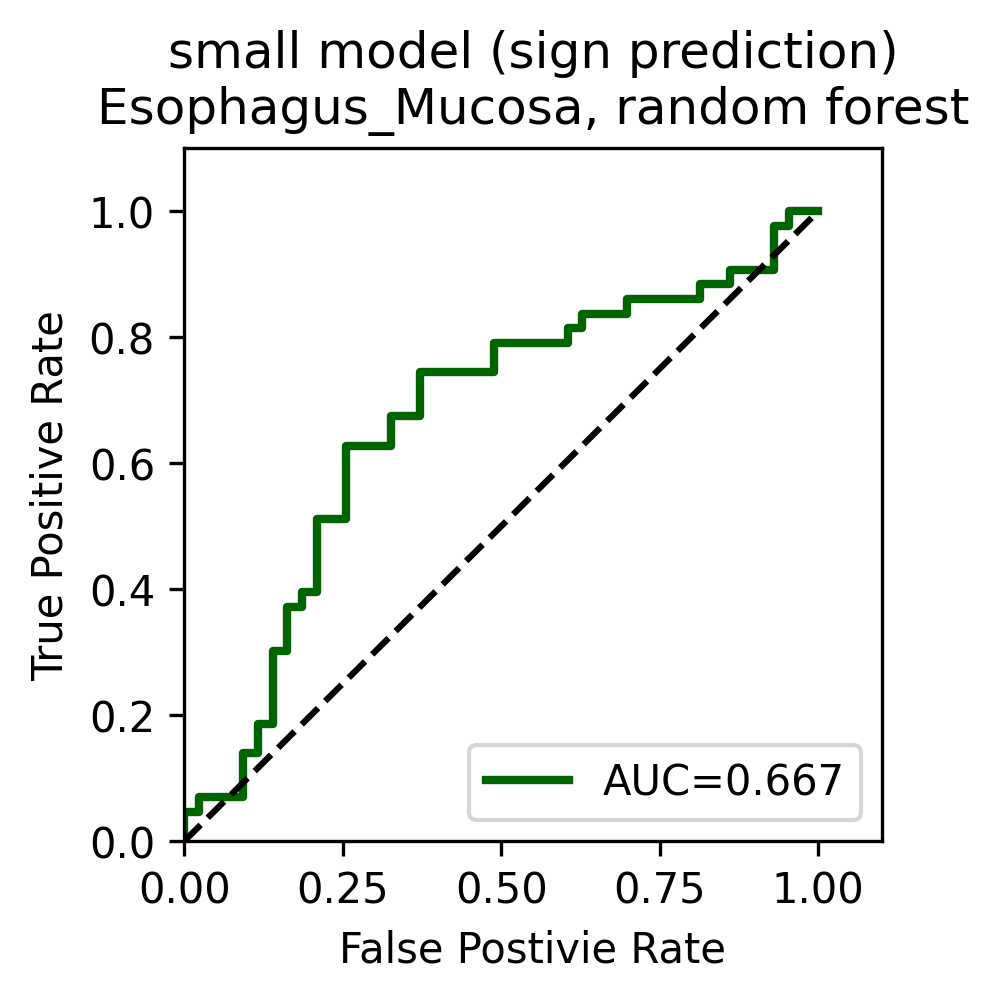 small model (sign prediction)
Esophagus_Mucosa, random forest
1.0
0.8
0.6
0.4
0.2
0.0
True Positive Rate
AUC=0.667
0.00 0.25 0.50 0.75 1.00
False Postivie Rate